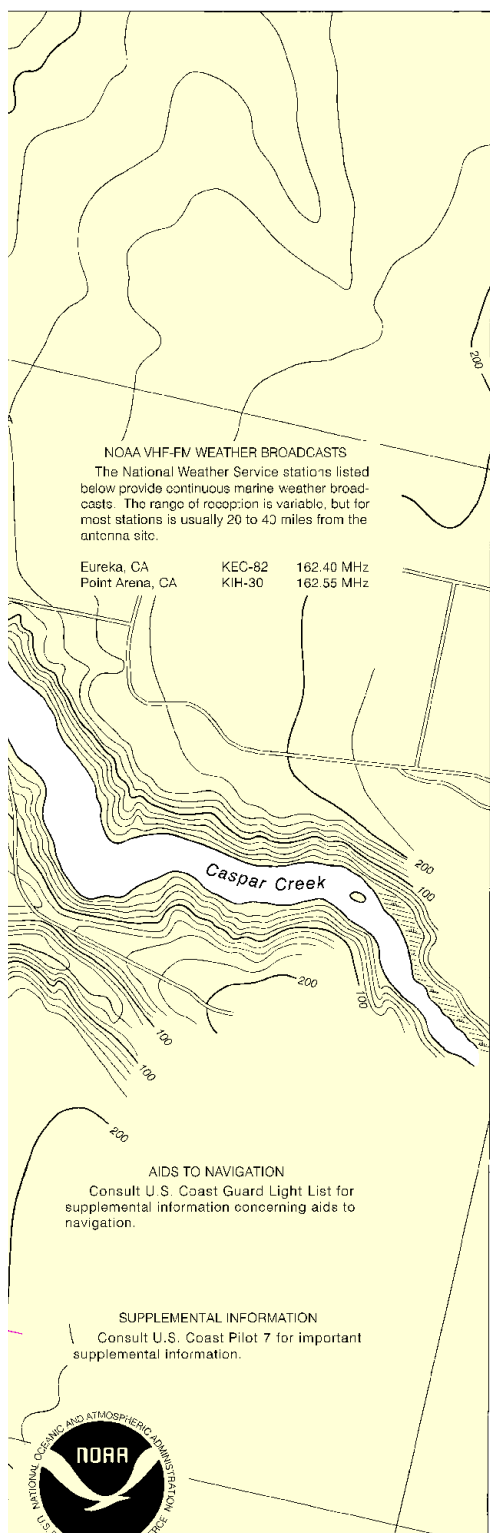 200
NOAA VHF-FM WEATHER BROADCASTS
The National Weather Service stations listed
below provide continuous marine weather broad-
casts. The range of reception is variable, but for
most stations is usually 20 to 40 miles from the
antenna site.
Eureka, CA KEC-82 162.40 MHz
Point Arena, CA KIH-30 162.55 MHz
200
100
Caspar Creek
200
100
100
100
200
AIDS TO NAVIGATION
Consult U.S. Coast Guard Light List for
supplemental information concerning aids to
navigation.
SUPPLEMENTAL INFORMATION
Consult U.S. Coast Pilot 7 for important
supplemental information.
NATIONAL OCEANIC AND ATMOSPHERIC ADMINISTRATION
NOAA
U.S.